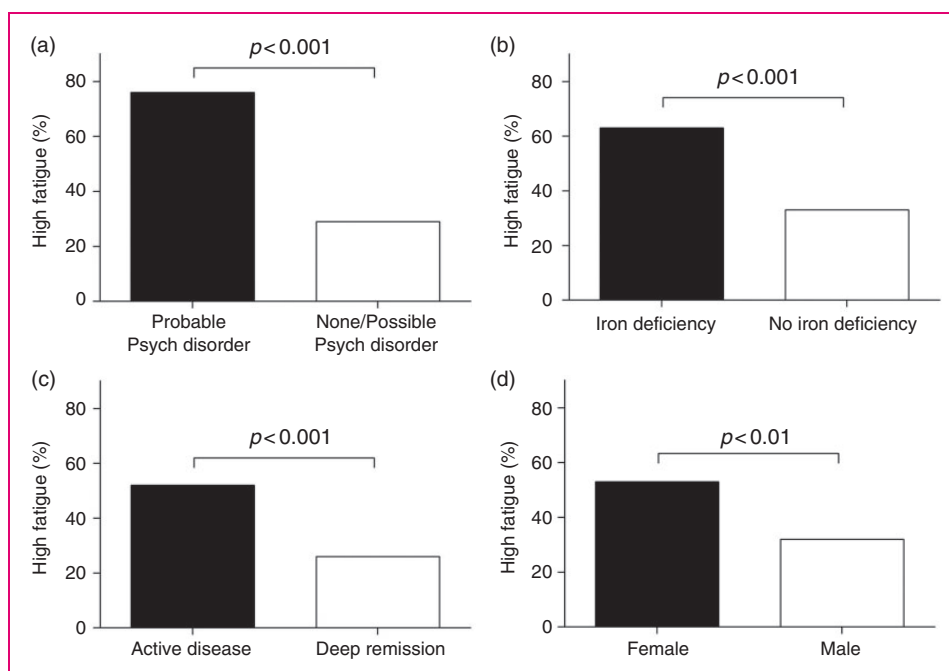 (a)
p<0.001
High fatigue (%)
80
60
40
20
0
Probable
Psych disorder
None/Possible
Psych disorder
(b)
p<0.001
High fatigue (%)
80
60
40
20
0
Iron deficiency
No iron deficiency
(c)
p<0.001
High fatigue (%)
80
60
40
20
0
Active disease
Deep remission
(d)
p<0.01
High fatigue (%)
80
60
40
20
0
Female
Male